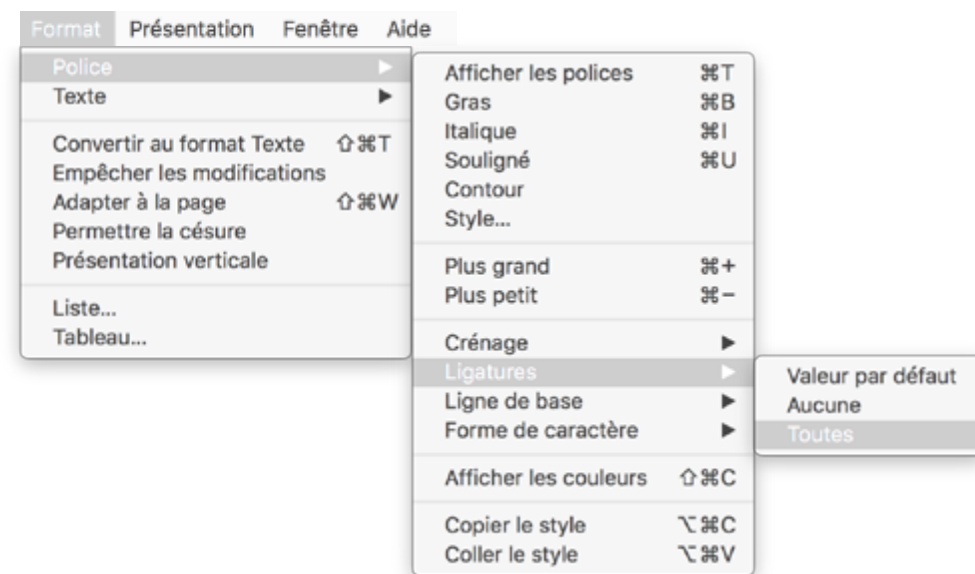 Format Présentation Fenêtre Aide
Police ▶
Texte ▶
Convertir au format Texte ⇧⌘T
Empêcher les modifications
Adapter à la page ⇧⌘W
Permettre la césure
Présentation verticale
Liste...
Tableau...
Afficher les polices ⌘T
Gras ⌘B
Italique ⌘I
Souligné ⌘U
Contour
Style...
Plus grand ⌘+
Plus petit ⌘−
Crénage ▶
Ligatures ▶
Ligne de base ▶
Forme de caractère ▶
Afficher les couleurs ⇧⌘C
Copier le style ⌥⌘C
Coller le style ⌥⌘V
Valeur par défaut
Aucune
Toutes